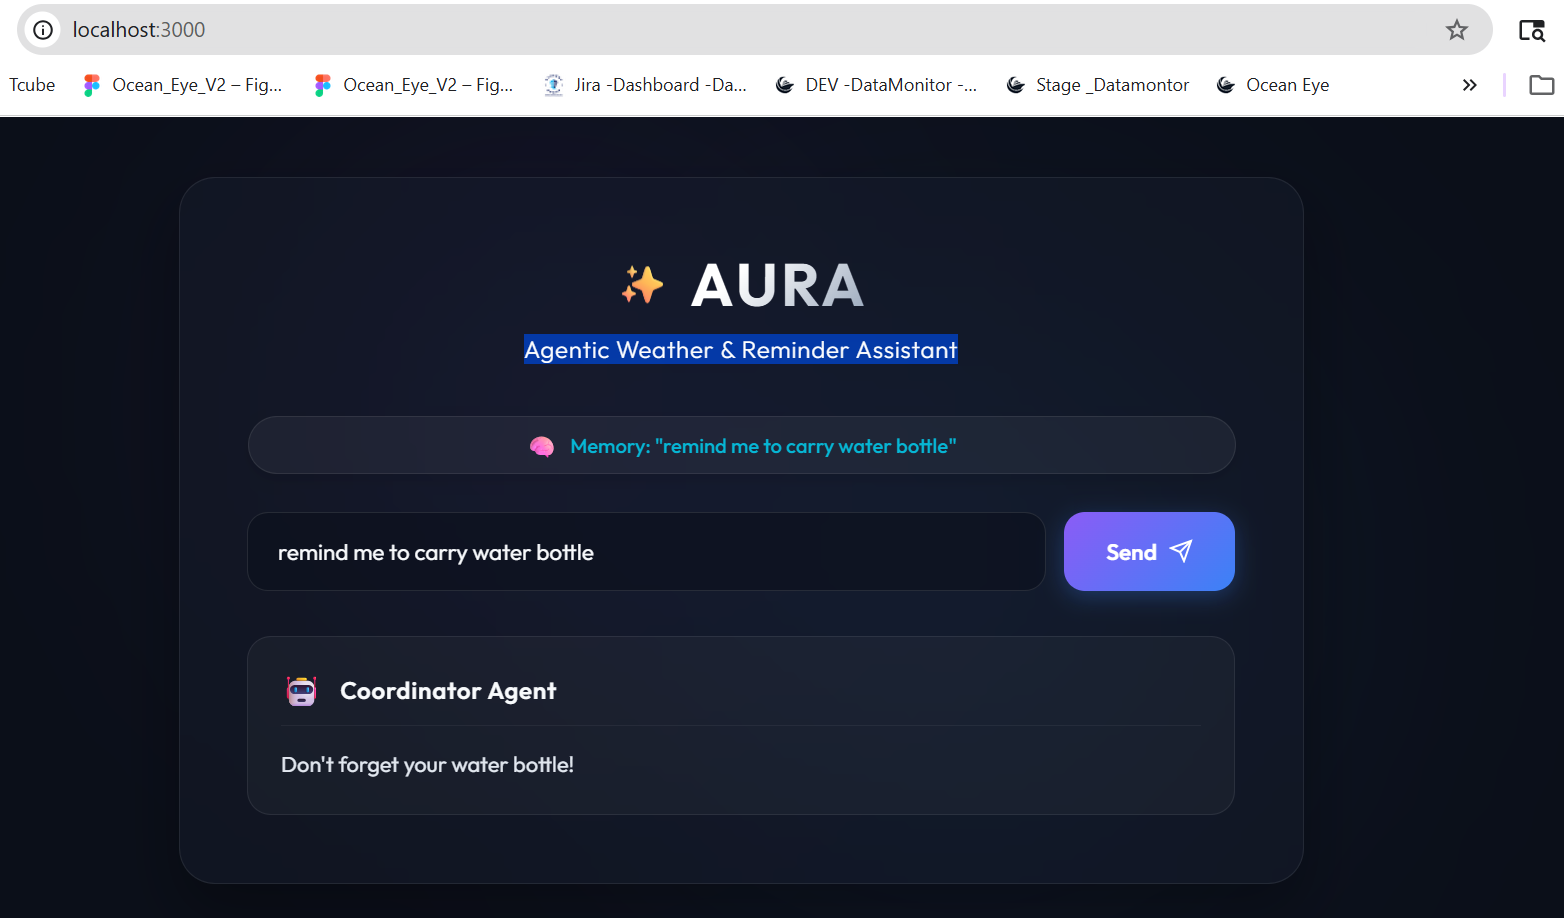 localhost:3000
Tcube
Ocean_Eye_V2 – Fig...
Ocean_Eye_V2 – Fig...
Jira -Dashboard -Da...
DEV -DataMonitor -...
Stage _Datamontor
Ocean Eye
AURA
Agentic Weather & Reminder Assistant
Memory: "remind me to carry water bottle"
remind me to carry water bottle
Send
Coordinator Agent
Don't forget your water bottle!